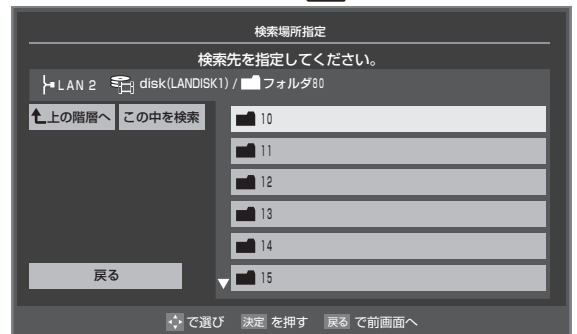 検索場所指定
検索先を指定してください。
LAN 2 disk(LANDISK1) / フォルダ80
上の階層へ この中を検索
10
11
12
13
14
15
戻る
で選び 決定 を押す 戻る で前画面へ